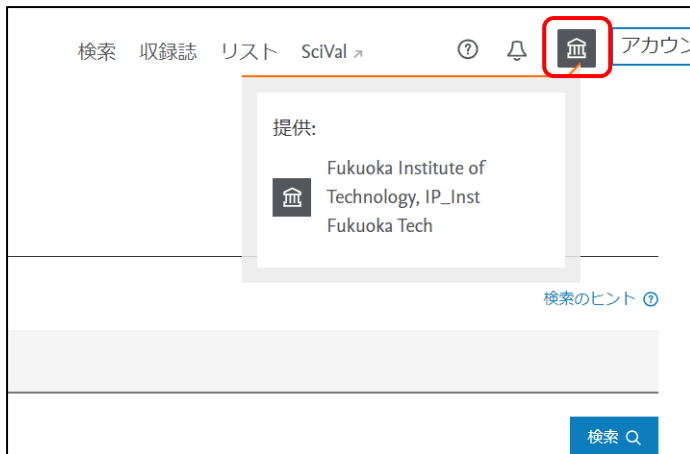 検索 収録誌 リスト SciVal ↗ アカウン
提供:
Fukuoka Institute of
Technology, IP_Inst
Fukuoka Tech
検索のヒント
検索